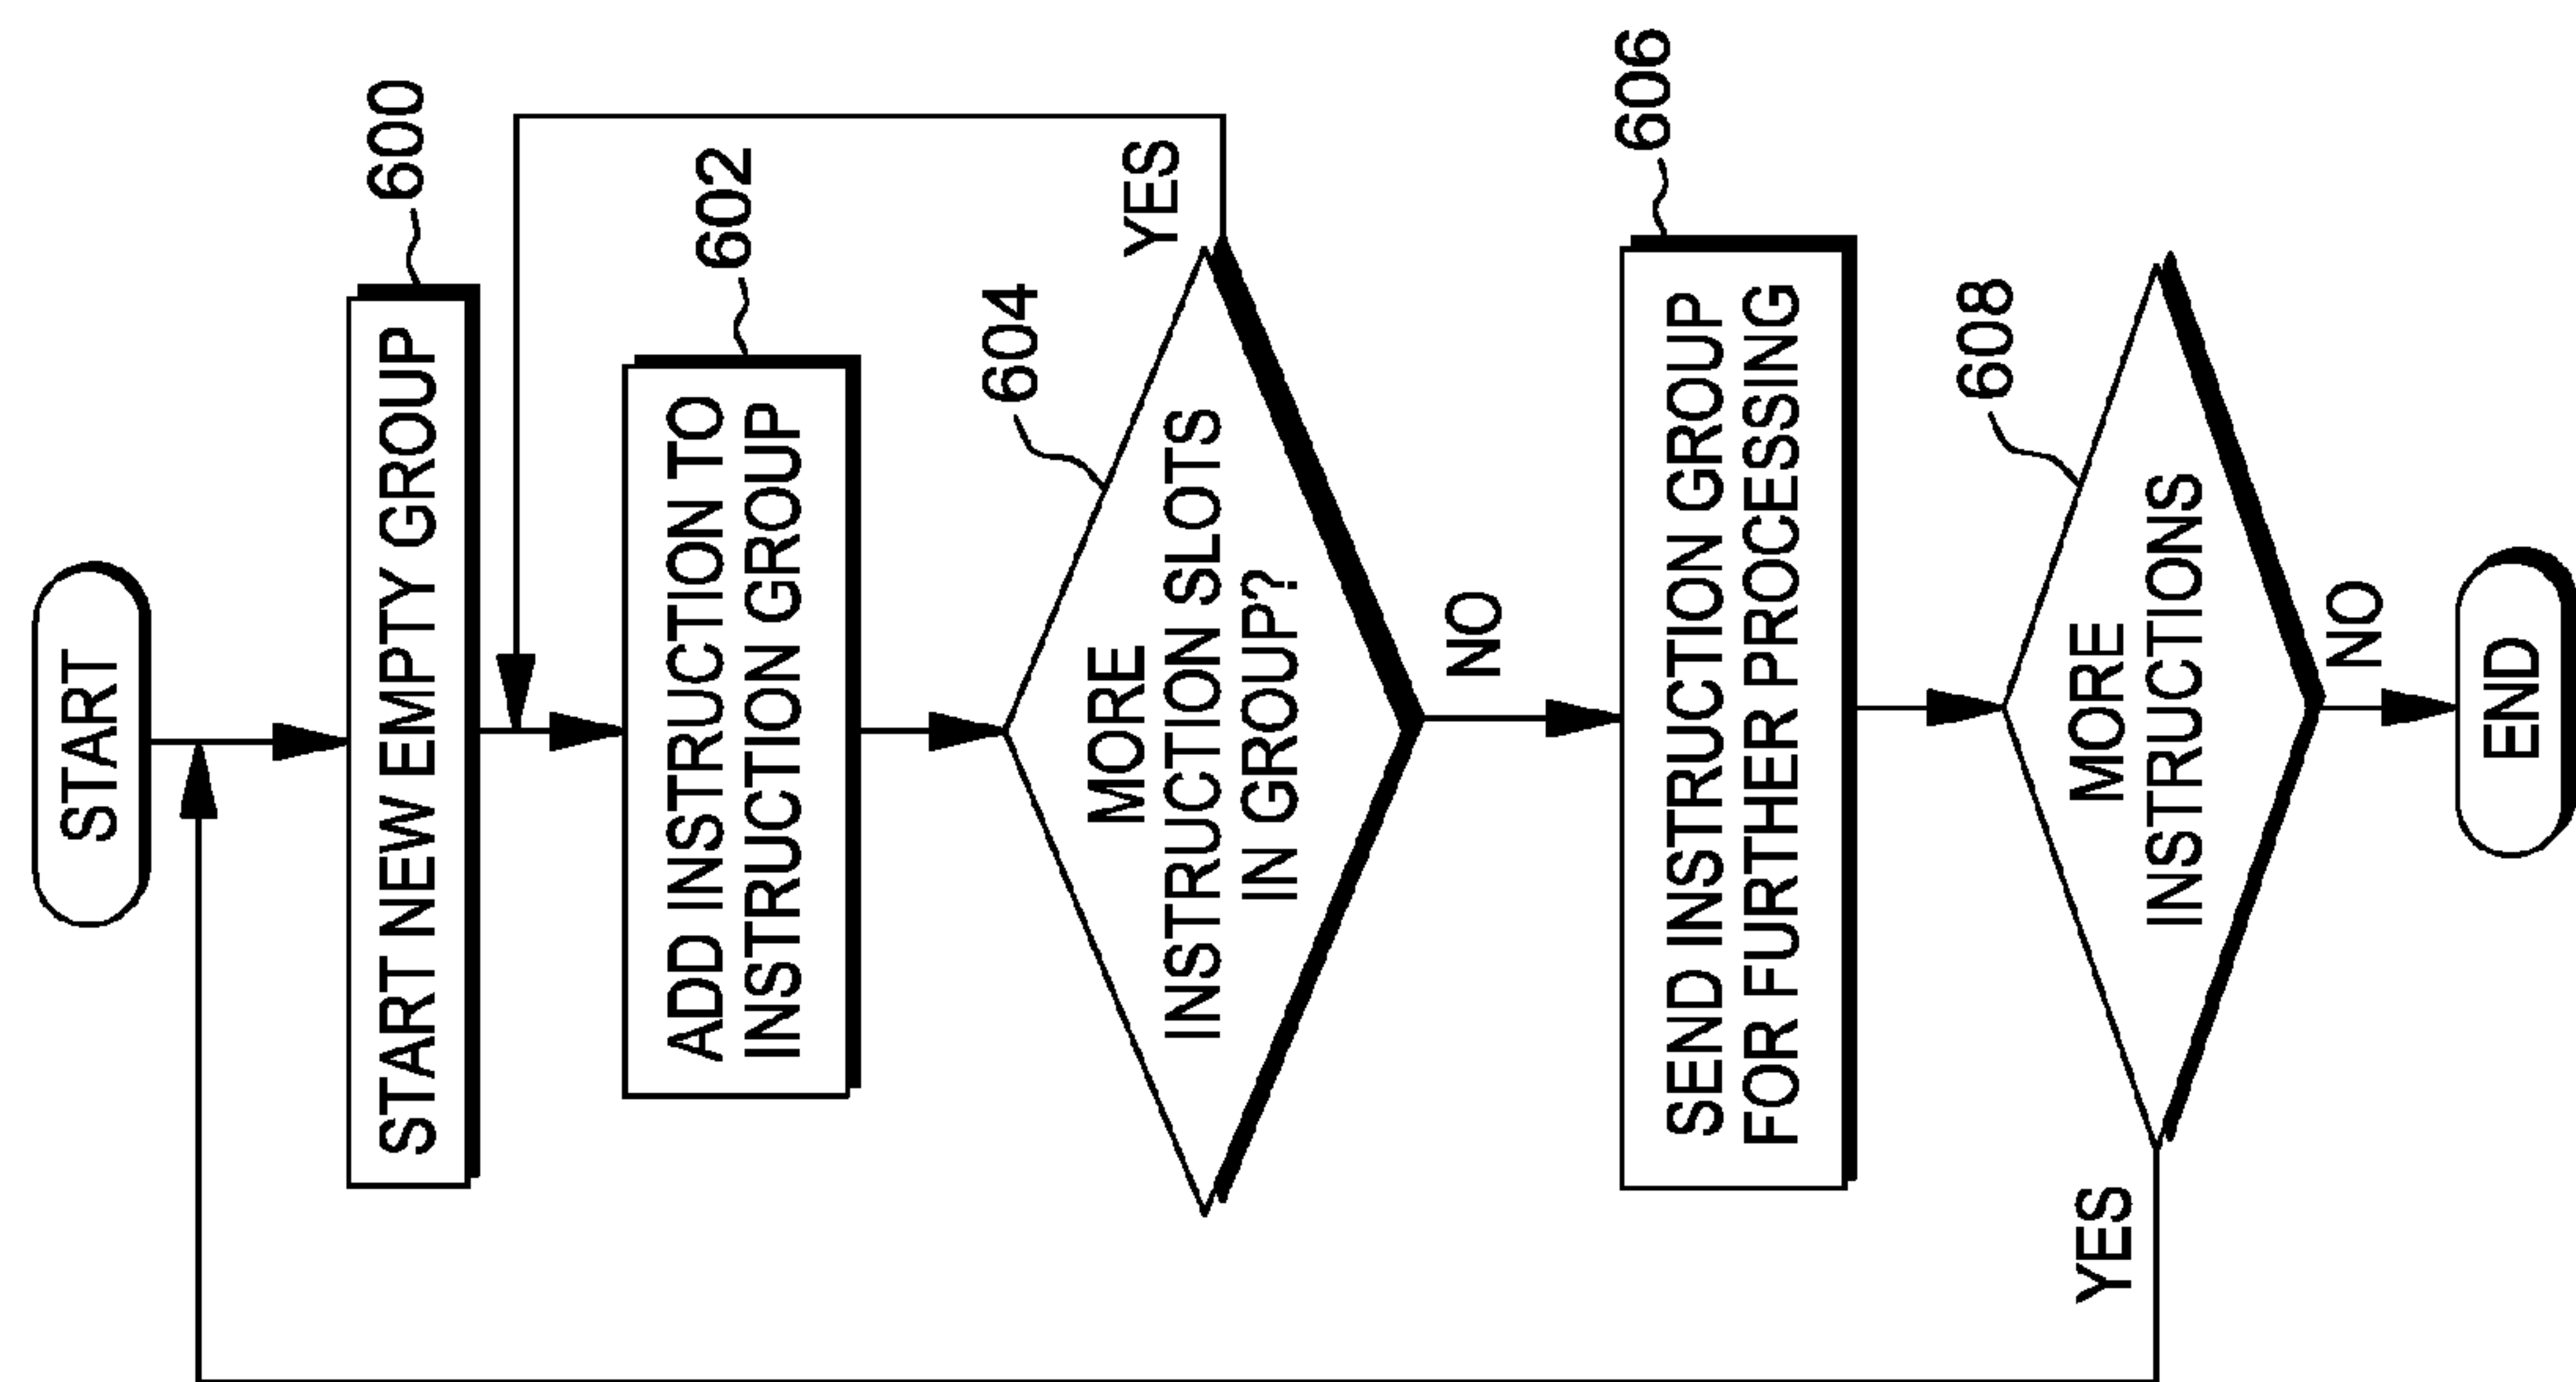 START
600
START NEW EMPTY GROUP
602
ADD INSTRUCTION TO
INSTRUCTION GROUP
604
MORE
INSTRUCTION SLOTS
IN GROUP?
YES
NO
606
SEND INSTRUCTION GROUP
FOR FURTHER PROCESSING
608
MORE
INSTRUCTIONS
YES
NO
END